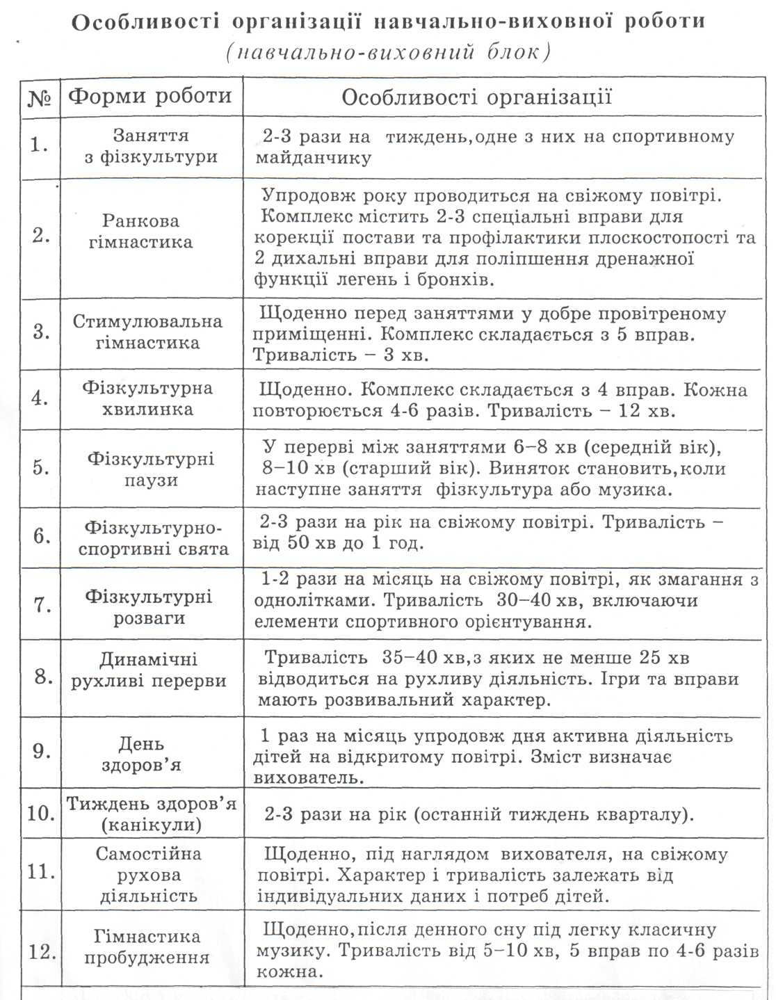 Особливості організації навчально-виховної роботи
(навчально-виховний блок)
№ Форми роботи Особливості організації
1. Заняття з фізкультури
2-3 рази на тиждень,одне з них на спортивному
майданчику
2. Ранкова гімнастика
Упродовж року проводиться на свіжому повітрі.
Комплекс містить 2-3 спеціальні вправи для
корекції постави та профілактики плоскостопості та
2 дихальні вправи для поліпшення дренажної
функції легень і бронхів.
3. Стимулювальна гімнастика
Щоденно перед заняттями у добре провітреному
приміщенні. Комплекс складається з 5 вправ.
Тривалість – 3 хв.
4. Фізкультурна хвилинка
Щоденно. Комплекс складається з 4 вправ. Кожна
повторюється 4-6 разів. Тривалість – 12 хв.
5. Фізкультурні паузи
У перерві між заняттями 6–8 хв (середній вік),
8–10 хв (старший вік). Виняток становить,коли
наступне заняття фізкультура або музика.
6. Фізкультурно-спортивні свята
2-3 рази на рік на свіжому повітрі. Тривалість –
від 50 хв до 1 год.
7. Фізкультурні розваги
1-2 рази на місяць на свіжому повітрі, як змагання з
однолітками. Тривалість 30–40 хв, включаючи
елементи спортивного орієнтування.
8. Динамічні рухливі перерви
Тривалість 35–40 хв,з яких не менше 25 хв
відводиться на рухливу діяльність. Ігри та вправи
мають розвивальний характер.
9. День здоров’я
1 раз на місяць упродовж дня активна діяльність
дітей на відкритому повітрі. Зміст визначає
вихователь.
10. Тиждень здоров’я (канікули)
2-3 рази на рік (останній тиждень кварталу).
11. Самостійна рухова діяльність
Щоденно, під наглядом вихователя, на свіжому
повітрі. Характер і тривалість залежать від
індивідуальних даних і потреб дітей.
12. Гімнастика пробудження
Щоденно,після денного сну під легку класичну
музику. Тривалість від 5–10 хв, 5 вправ по 4-6 разів
кожна.